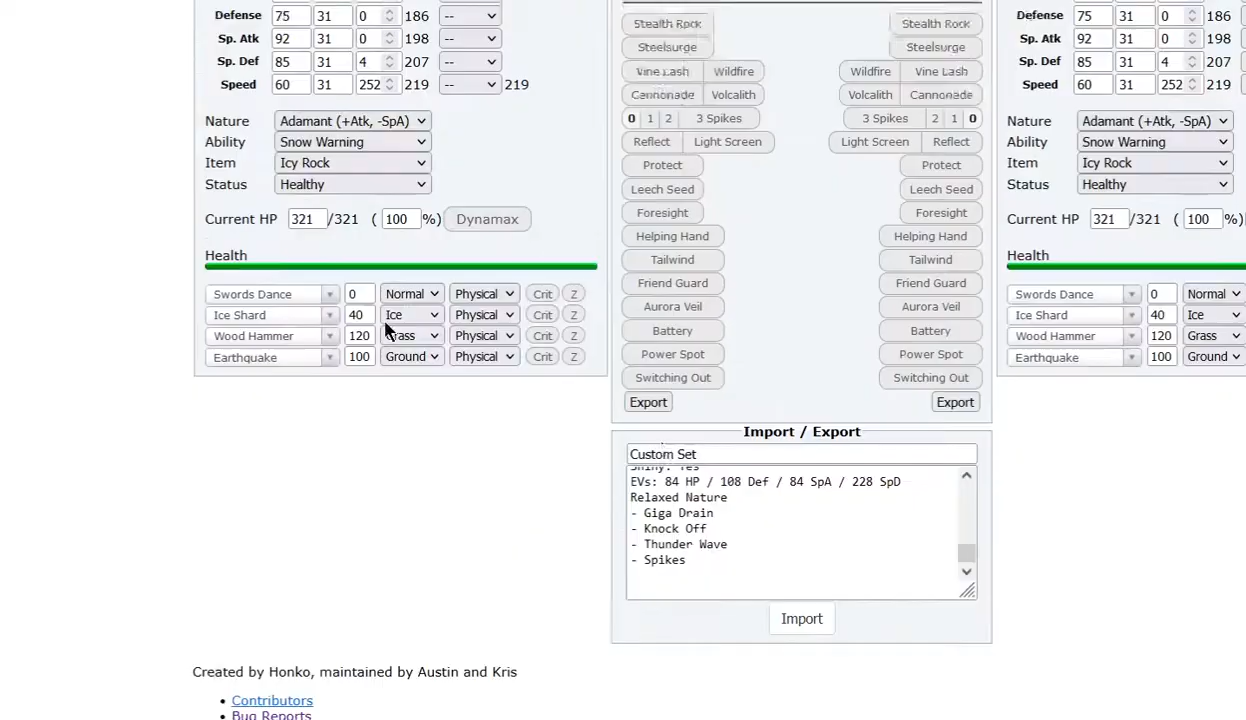 Defense 75 31 0 186 --
Sp. Atk 92 31 0 198 --
Sp. Def 85 31 4 207 --
Speed 60 31 252 219 -- 219
Nature Adamant (+Atk, -SpA)
Ability Snow Warning
Item Icy Rock
Status Healthy
Current HP 321/321 ( 100 %) Dynamax
Health
Swords Dance 0 Normal Physical Crit Z
Ice Shard 40 Ice Physical Crit Z
Wood Hammer 120 Grass Physical Crit Z
Earthquake 100 Ground Physical Crit Z
Stealth Rock Stealth Rock
Steelsurge Steelsurge
Vine Lash Wildfire Wildfire Vine Lash
Cannonade Volcalith Volcalith Cannonade
0 1 2 3 Spikes 3 Spikes 2 1 0
Reflect Light Screen Light Screen Reflect
Protect Protect
Leech Seed Leech Seed
Foresight Foresight
Helping Hand Helping Hand
Tailwind Tailwind
Friend Guard Friend Guard
Aurora Veil Aurora Veil
Battery Battery
Power Spot Power Spot
Switching Out Switching Out
Export Export
Import / Export
Custom Set
Shiny: Yes
EVs: 84 HP / 108 Def / 84 SpA / 228 SpD
Relaxed Nature
- Giga Drain
- Knock Off
- Thunder Wave
- Spikes
Import
Defense 75 31 0 186 --
Sp. Atk 92 31 0 198 --
Sp. Def 85 31 4 207 --
Speed 60 31 252 219 --
Nature Adamant (+Atk, -SpA)
Ability Snow Warning
Item Icy Rock
Status Healthy
Current HP 321/321 ( 100 %)
Health
Swords Dance 0 Normal
Ice Shard 40 Ice
Wood Hammer 120 Grass
Earthquake 100 Ground
Created by Honko, maintained by Austin and Kris
• Contributors
• Bug Reports